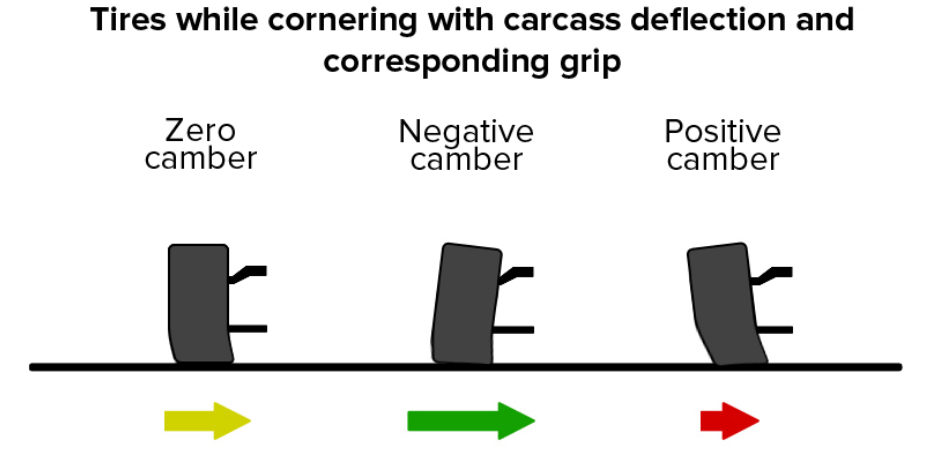 Tires while cornering with carcass deflection and
corresponding grip
Zero
camber
Negative
camber
Positive
camber